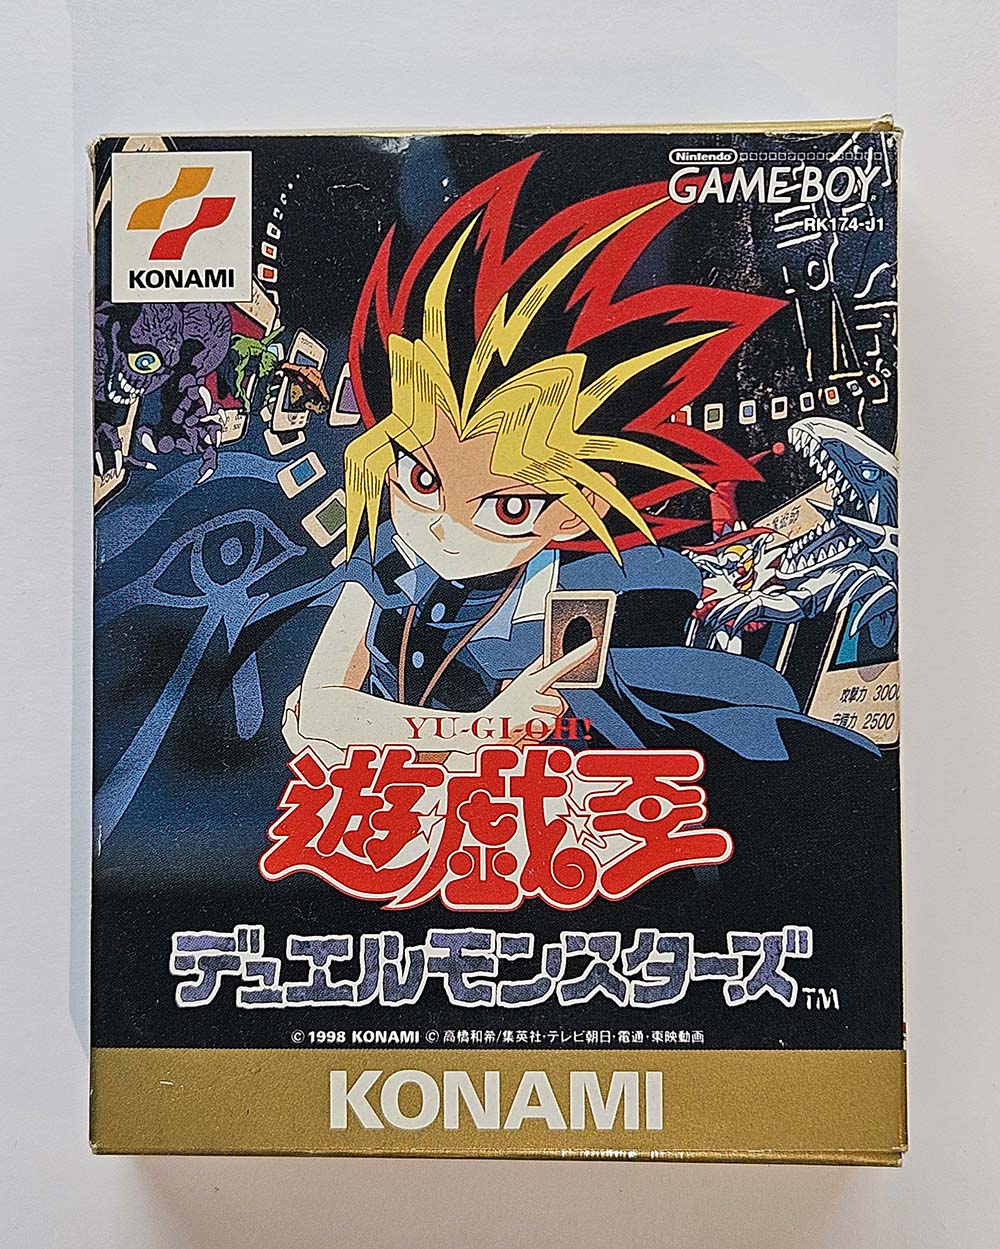 KONAMI
Nintendo
GAME BOY
RK174-J1
攻撃力 3000
守備力 2500
YU-GI-OH!
遊☆戯☆王
デュエルモンスターズ™
© 1998 KONAMI © 高橋和希/集英社・テレビ朝日・電通・東映動画
KONAMI